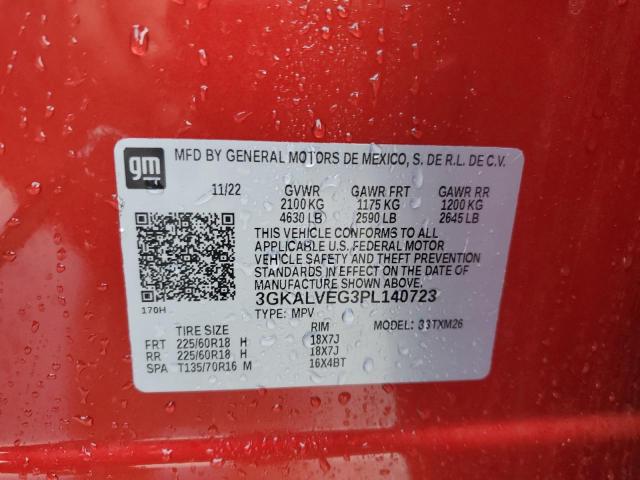 gm
MFD BY GENERAL MOTORS DE MEXICO, S. DE R.L. DE C.V.
11/22 GVWR GAWR FRT GAWR RR
2100 KG 1175 KG 1200 KG
4630 LB 2590 LB 2645 LB
THIS VEHICLE CONFORMS TO ALL
APPLICABLE U.S. FEDERAL MOTOR
VEHICLE SAFETY AND THEFT PREVENTION
STANDARDS IN EFFECT ON THE DATE OF
MANUFACTURE SHOWN ABOVE.
3GKALVEG3PL140723
170H TYPE: MPV MODEL: 33TXM26
TIRE SIZE RIM
FRT 225/60R18 H 18X7J
RR 225/60R18 H 18X7J
SPA T135/70R16 M 16X4BT